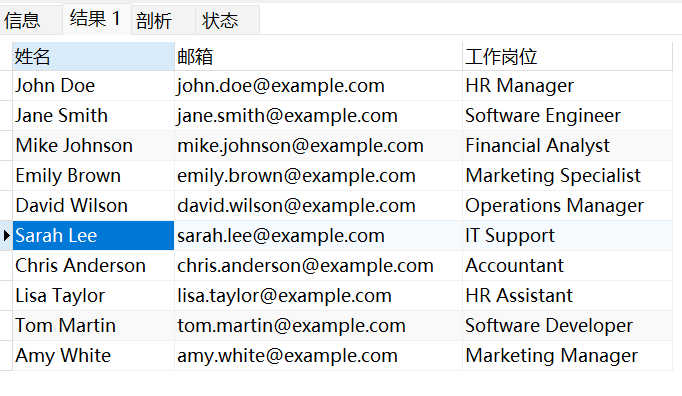 信息 结果 1 剖析 状态
姓名 邮箱 工作岗位
John Doe john.doe@example.com HR Manager
Jane Smith jane.smith@example.com Software Engineer
Mike Johnson mike.johnson@example.com Financial Analyst
Emily Brown emily.brown@example.com Marketing Specialist
David Wilson david.wilson@example.com Operations Manager
Sarah Lee sarah.lee@example.com IT Support
Chris Anderson chris.anderson@example.com Accountant
Lisa Taylor lisa.taylor@example.com HR Assistant
Tom Martin tom.martin@example.com Software Developer
Amy White amy.white@example.com Marketing Manager